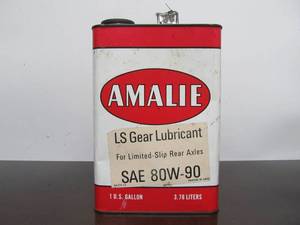 AMALIE
LS Gear Lubricant
For Limited-Slip Rear Axles
SAE 80W-90
1 U.S. GALLON 3.78 LITERS